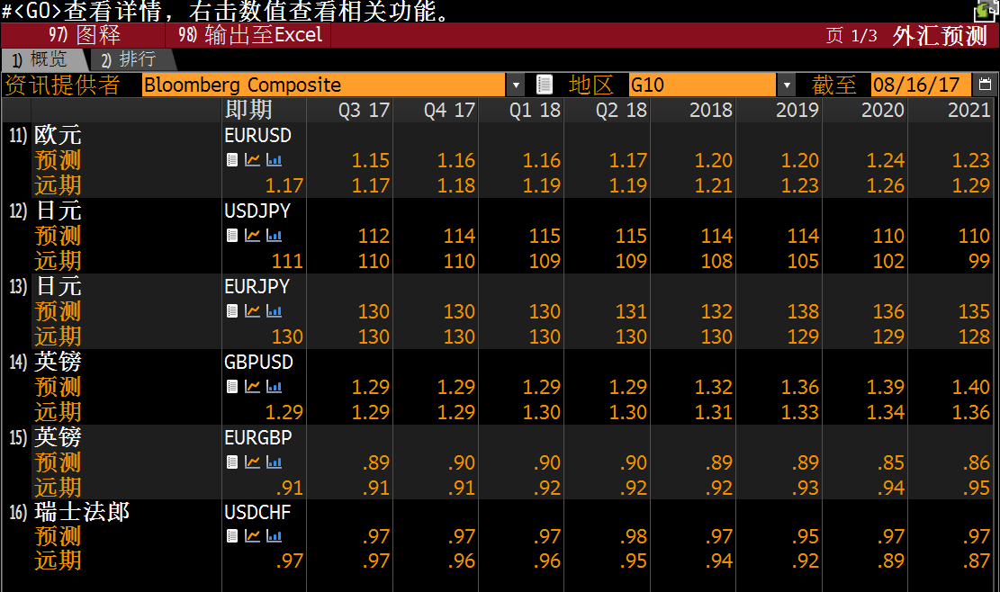 #<GO>查看详情，右击数值查看相关功能。
97) 图释 98) 输出至Excel 页 1/3 外汇预测
1) 概览 2) 排行
资讯提供者 Bloomberg Composite 地区 G10 截至 08/16/17
即期 Q3 17 Q4 17 Q1 18 Q2 18 2018 2019 2020 2021
11) 欧元 EURUSD
预测 1.15 1.16 1.16 1.17 1.20 1.20 1.24 1.23
远期 1.17 1.17 1.18 1.19 1.19 1.21 1.23 1.26 1.29
12) 日元 USDJPY
预测 112 114 115 115 114 114 110 110
远期 111 110 110 109 109 108 105 102 99
13) 日元 EURJPY
预测 130 130 130 131 132 138 136 135
远期 130 130 130 130 130 130 129 129 128
14) 英镑 GBPUSD
预测 1.29 1.29 1.29 1.29 1.32 1.36 1.39 1.40
远期 1.29 1.29 1.29 1.30 1.30 1.31 1.33 1.34 1.36
15) 英镑 EURGBP
预测 .89 .90 .90 .90 .89 .89 .85 .86
远期 .91 .91 .91 .92 .92 .92 .93 .94 .95
16) 瑞士法郎 USDCHF
预测 .97 .97 .97 .98 .97 .95 .97 .97
远期 .97 .97 .96 .96 .95 .94 .92 .89 .87